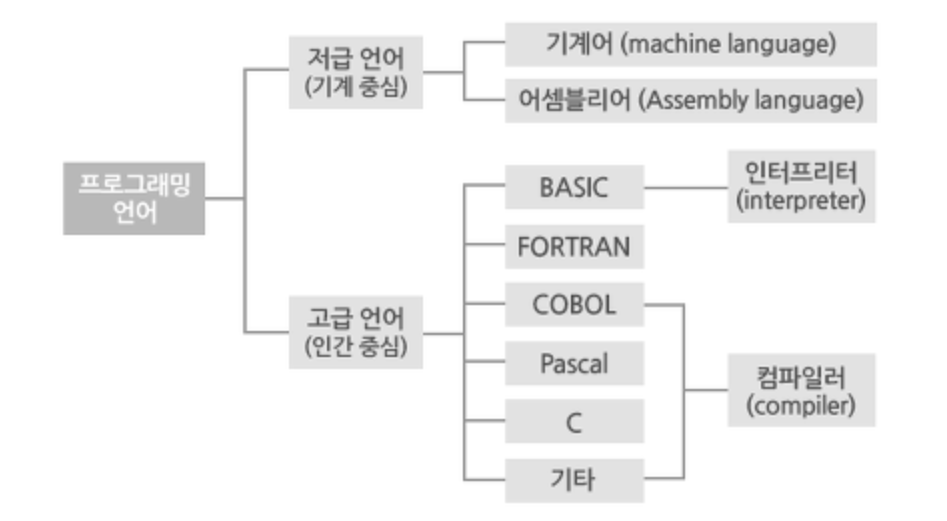 프로그래밍
언어
저급 언어
(기계 중심)
기계어 (machine language)
어셈블리어 (Assembly language)
고급 언어
(인간 중심)
BASIC
FORTRAN
COBOL
Pascal
C
기타
인터프리터
(interpreter)
컴파일러
(compiler)